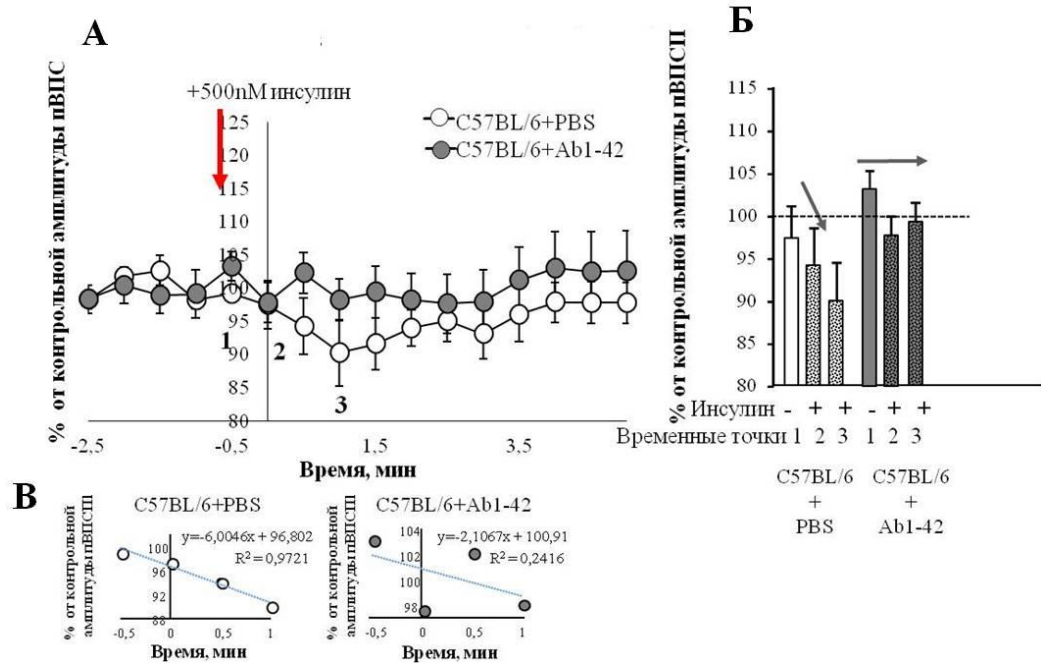 А
% от контрольной амплитуды пВПС
+500nM инсулин
C57BL/6+PBS
C57BL/6+Ab1-42
125
120
115
110
105
100
95
90
85
80
1
2
3
-2,5
-0,5
1,5
3,5
Время, мин
Б
% от контрольной амплитуды пВПСП
115
110
105
100
95
90
85
80
Инсулин - + + - + +
Временные точки 1 2 3 1 2 3
C57BL/6
+
PBS
C57BL/6
+
Ab1-42
В
C57BL/6+PBS
% от контрольной
амплитуды пВПСП
y=-6,0046x + 96,802
R² = 0,9721
100
96
92
88
-0,5 0 0,5 1
Время, мин
C57BL/6+Ab1-42
% от контрольной
амплитуды пВПСП
y=-2,1067x + 100,91
R² = 0,2416
104
102
100
98
-0,5 0 0,5 1
Время, мин